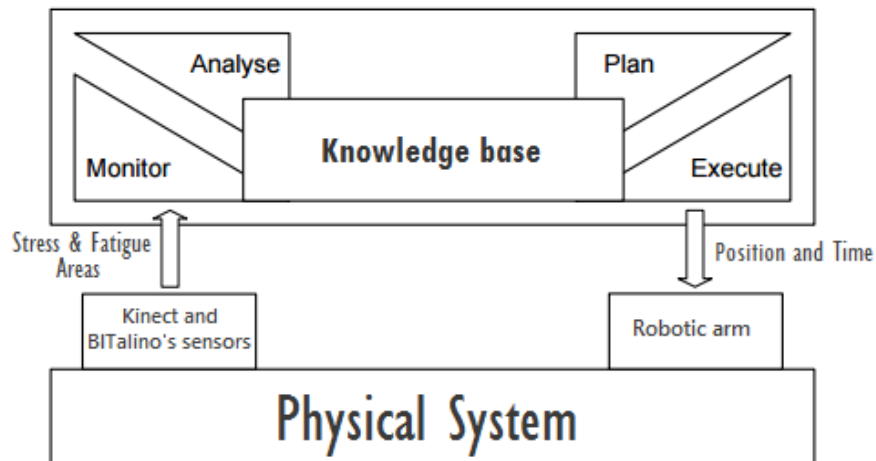 Analyse
Plan
Knowledge base
Monitor
Execute
Stress & Fatigue
Areas
Position and Time
Kinect and
BITalino's sensors
Robotic arm
Physical System